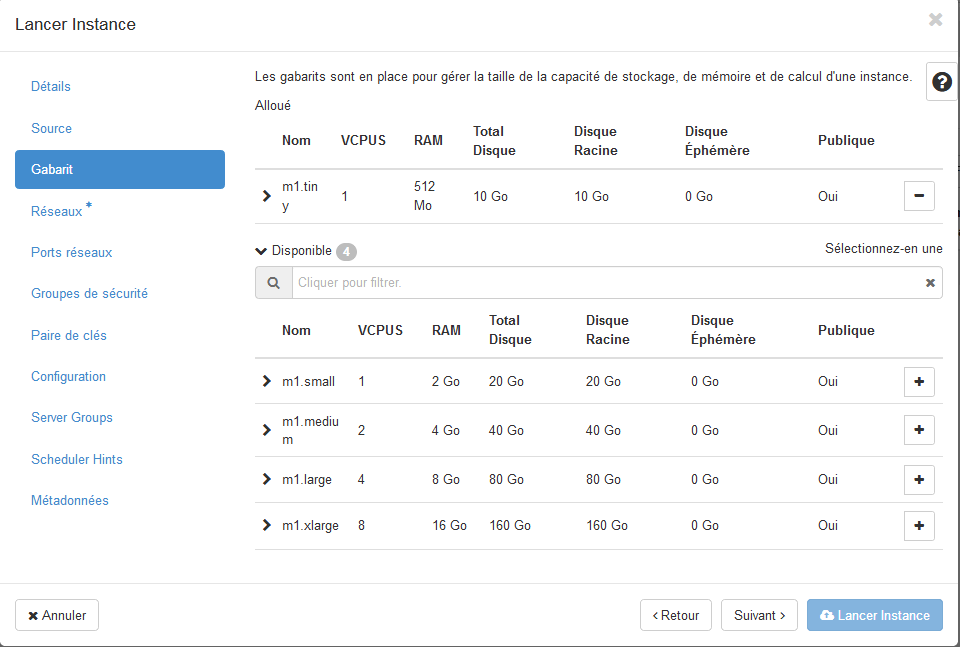 Lancer Instance
Détails
Source
Gabarit
Réseaux *
Ports réseaux
Groupes de sécurité
Paire de clés
Configuration
Server Groups
Scheduler Hints
Métadonnées
Les gabarits sont en place pour gérer la taille de la capacité de stockage, de mémoire et de calcul d'une instance.
Alloué
Nom VCPUS RAM Total Disque Disque Racine Disque Éphémère Publique
m1.tiny 1 512 Mo 10 Go 10 Go 0 Go Oui
Disponible 4 Sélectionnez-en une
Cliquer pour filtrer.
Nom VCPUS RAM Total Disque Disque Racine Disque Éphémère Publique
m1.small 1 2 Go 20 Go 20 Go 0 Go Oui
m1.medium 2 4 Go 40 Go 40 Go 0 Go Oui
m1.large 4 8 Go 80 Go 80 Go 0 Go Oui
m1.xlarge 8 16 Go 160 Go 160 Go 0 Go Oui
Annuler
< Retour
Suivant >
Lancer Instance